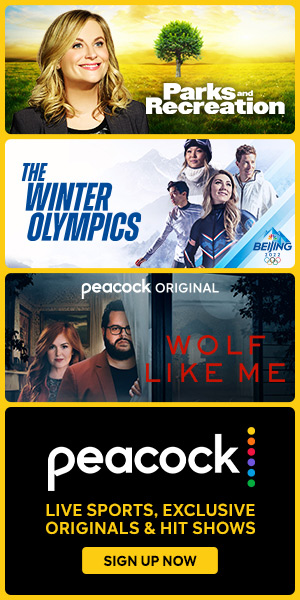 Parks and
Recreation
THE
WINTER
OLYMPICS
BEIJING
2022
peacock ORIGINAL
WOLF
LIKE ME
peacock
LIVE SPORTS, EXCLUSIVE
ORIGINALS & HIT SHOWS
SIGN UP NOW